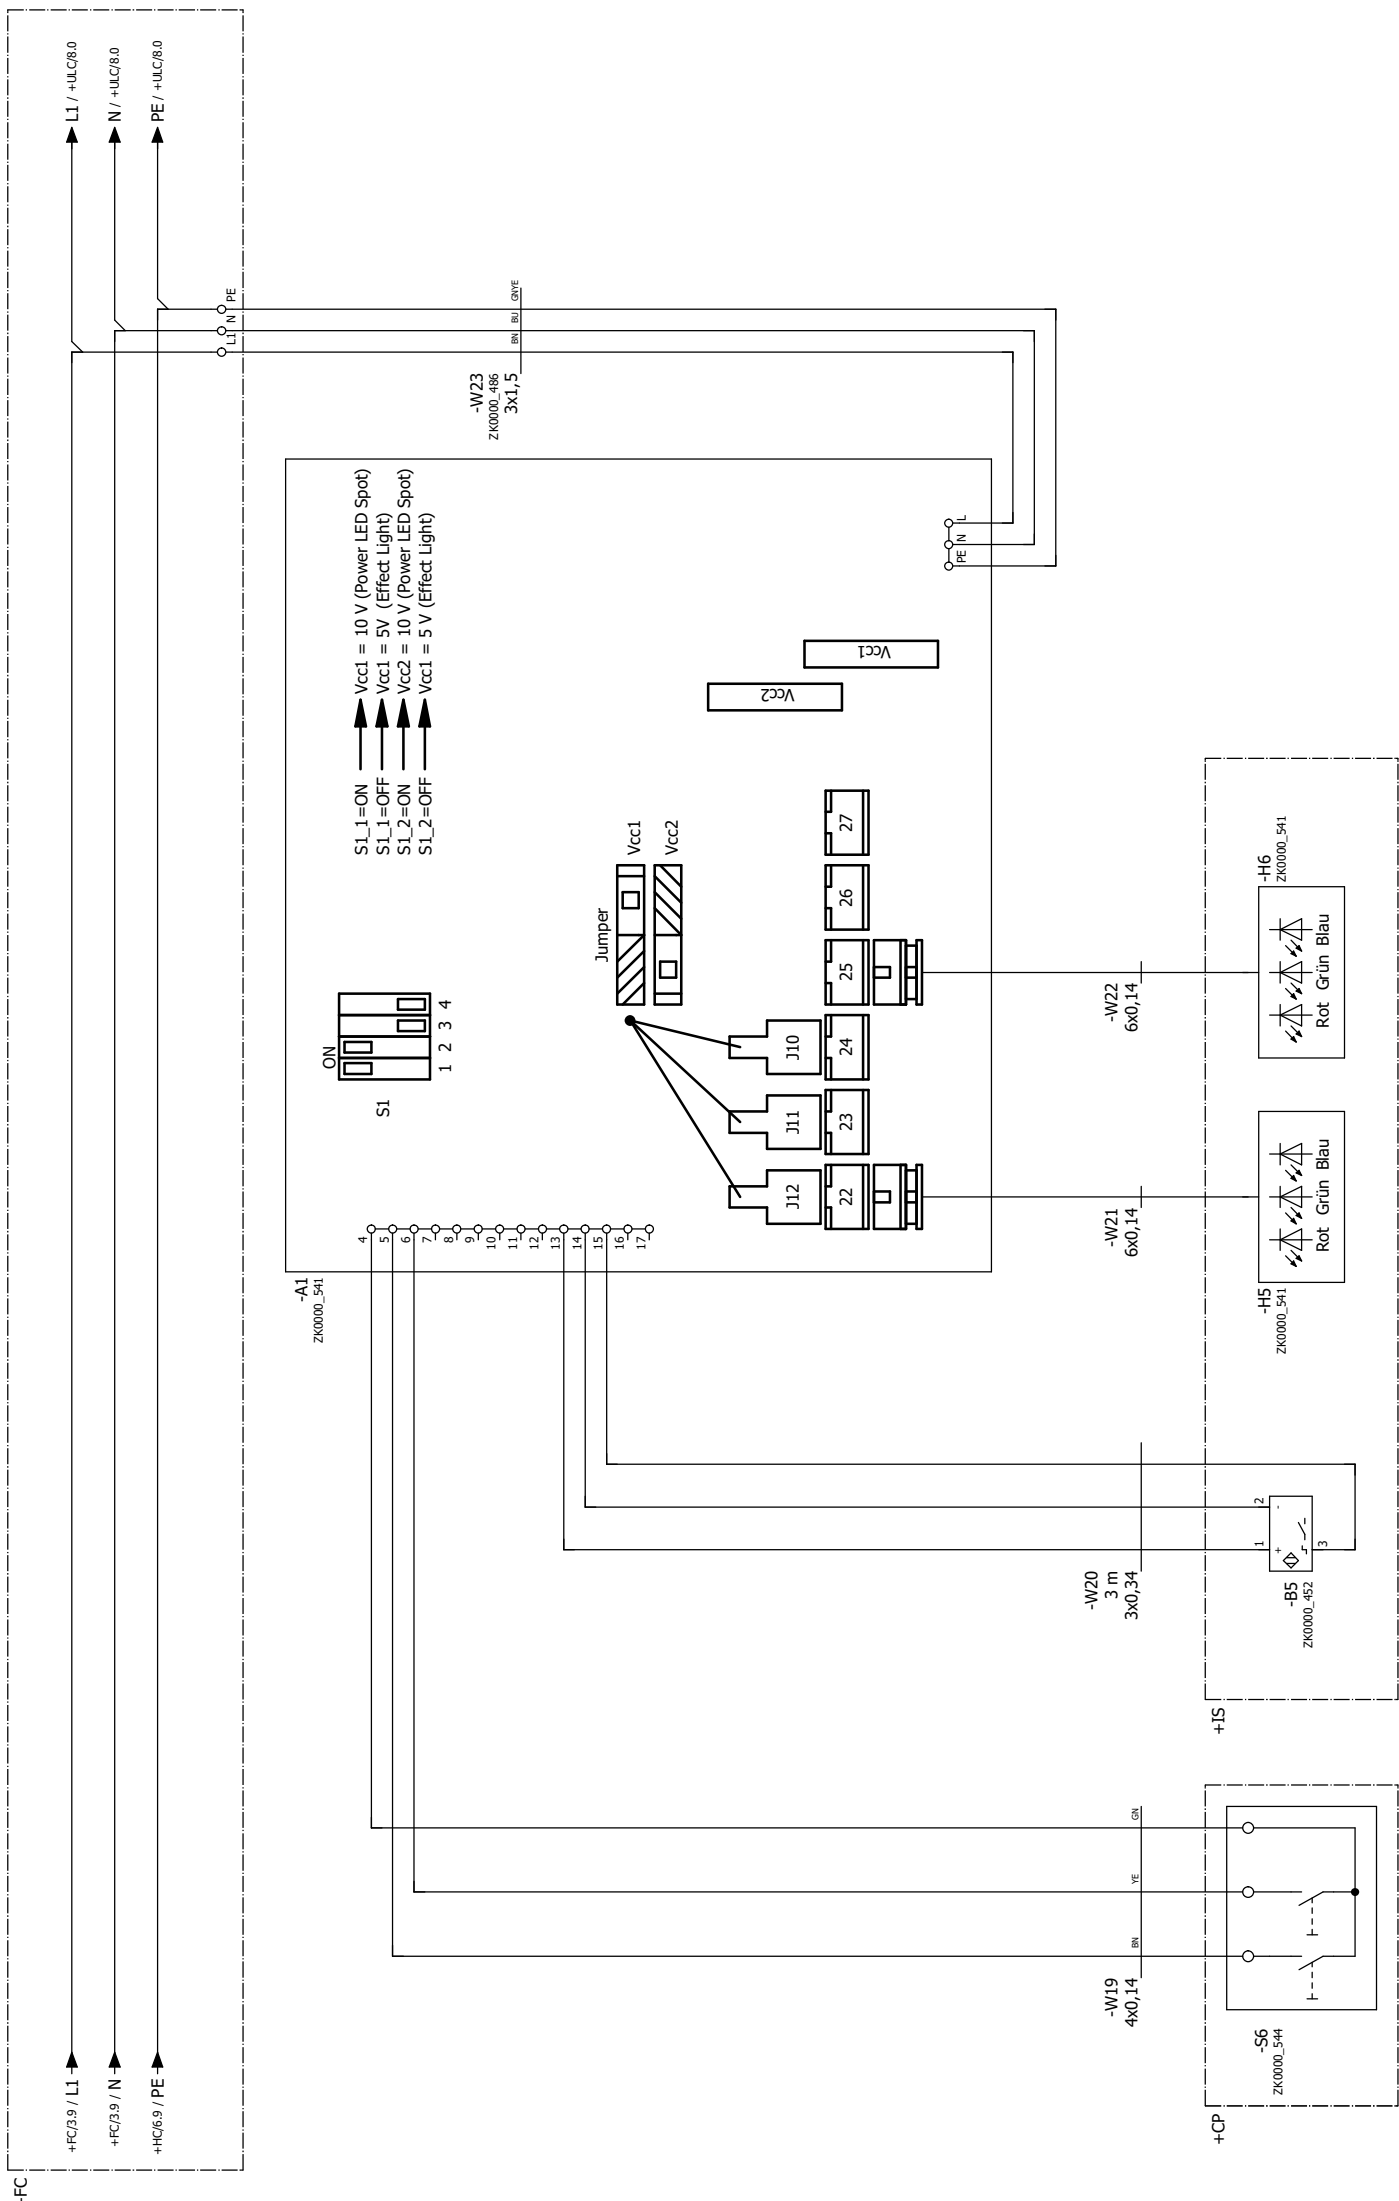 -FC
+FC/3.9 / L1
+FC/3.9 / N
+HC/6.9 / PE
L1 / +ULC/8.0
N / +ULC/8.0
PE / +ULC/8.0
L1
N
PE
-W23
ZK0000_486
3x1,5
BN
BU
GNYE
-A1
ZK0000_541
S1
ON
1 2 3 4
S1_1=ON Vcc1 = 10 V (Power LED Spot)
S1_1=OFF Vcc1 = 5V (Effect Light)
S1_2=ON Vcc2 = 10 V (Power LED Spot)
S1_2=OFF Vcc1 = 5 V (Effect Light)
4
5
6
7
8
9
10
11
12
13
14
15
16
17
Jumper
Vcc1
Vcc2
Vcc2
Vcc1
J12
J11
J10
22
23
24
25
26
27
PE
N
L
-W19
4x0,14
BN
YE
GN
-W20
3 m
3x0,34
-W21
6x0,14
-W22
6x0,14
+CP
-S6
ZK0000_544
+IS
-B5
ZK0000_452
1
2
+
-
3
-H5
ZK0000_541
Rot Grün Blau
-H6
ZK0000_541
Rot Grün Blau